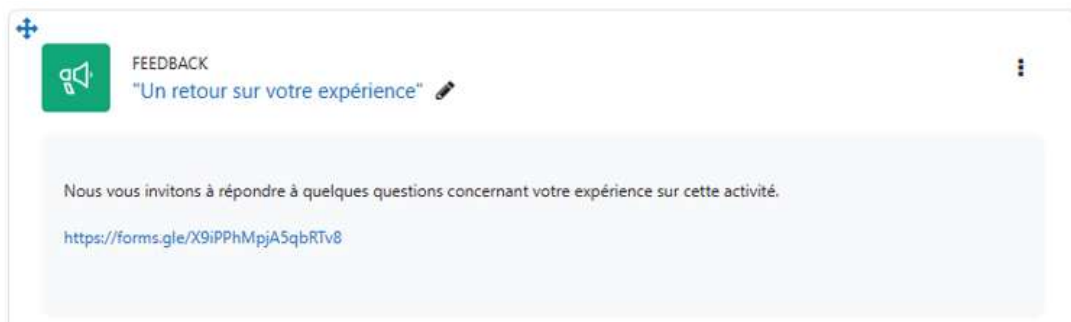 FEEDBACK
"Un retour sur votre expérience"
Nous vous invitons à répondre à quelques questions concernant votre expérience sur cette activité.
https://forms.gle/X9iPPhMpjA5qbRTv8